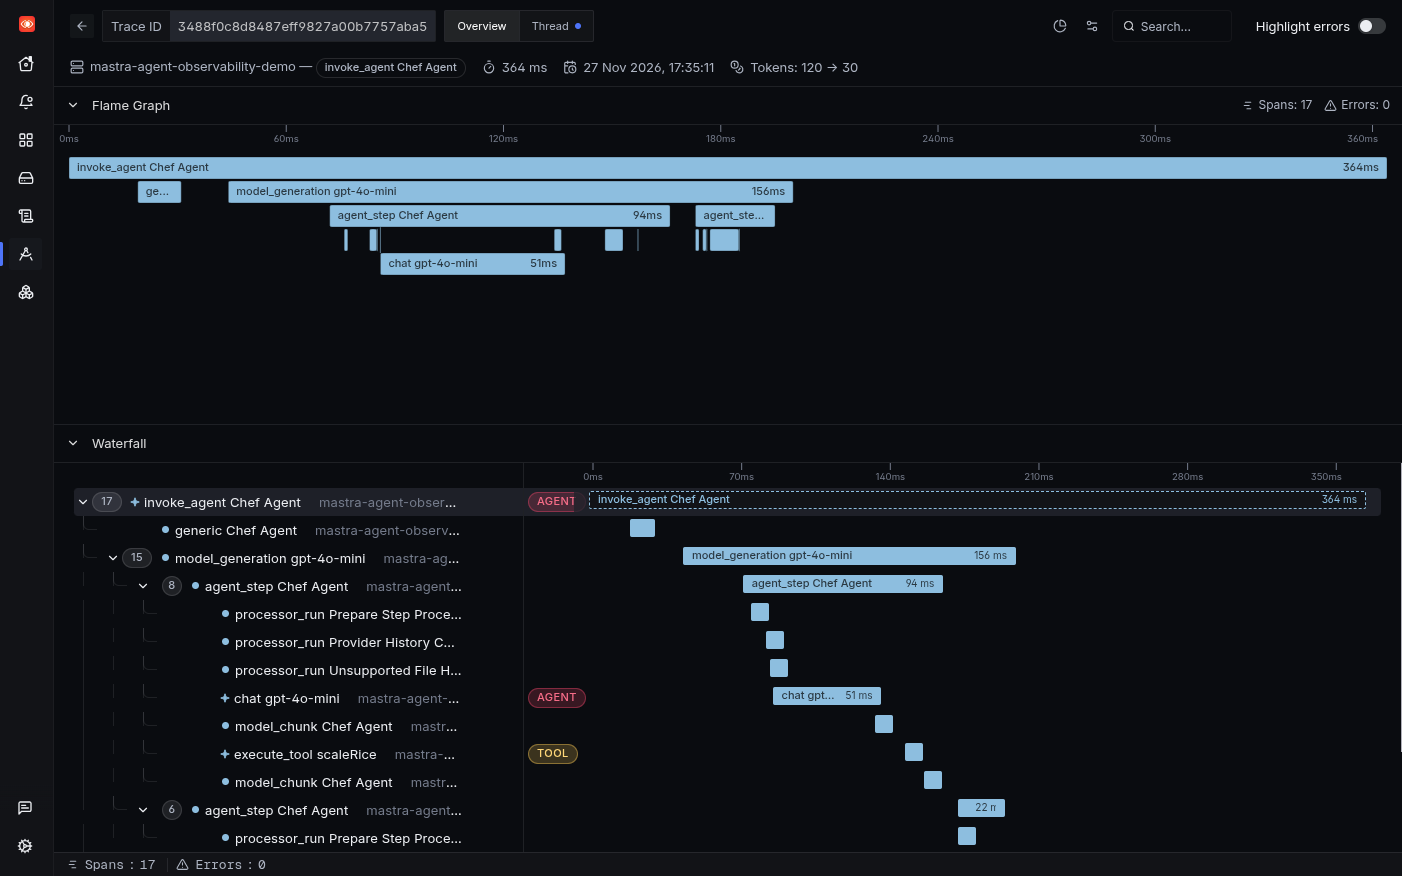 Trace ID 3488f0c8d8487eff9827a00b7757aba5 Overview Thread Search... Highlight errors
mastra-agent-observability-demo — invoke_agent Chef Agent 364 ms 27 Nov 2026, 17:35:11 Tokens: 120 → 30
Flame Graph Spans: 17 Errors: 0
0ms 60ms 120ms 180ms 240ms 300ms 360ms
invoke_agent Chef Agent 364ms
ge... model_generation gpt-4o-mini 156ms
agent_step Chef Agent 94ms agent_ste...
chat gpt-4o-mini 51ms
Waterfall
0ms 70ms 140ms 210ms 280ms 350ms
17 invoke_agent Chef Agent mastra-agent-obser... AGENT invoke_agent Chef Agent 364 ms
generic Chef Agent mastra-agent-observ...
15 model_generation gpt-4o-mini mastra-ag... model_generation gpt-4o-mini 156 ms
8 agent_step Chef Agent mastra-agent... agent_step Chef Agent 94 ms
processor_run Prepare Step Proce...
processor_run Provider History C...
processor_run Unsupported File H...
chat gpt-4o-mini mastra-agent-... AGENT chat gpt... 51 ms
model_chunk Chef Agent mastr...
execute_tool scaleRice mastra-... TOOL
model_chunk Chef Agent mastr...
6 agent_step Chef Agent mastra-agent... 22
processor_run Prepare Step Proce...
Spans : 17 Errors : 0